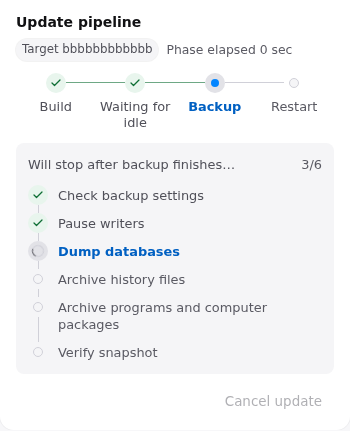 Update pipeline
Target bbbbbbbbbbbb Phase elapsed 0 sec
Build Waiting for idle Backup Restart
Will stop after backup finishes… 3/6
Check backup settings
Pause writers
Dump databases
Archive history files
Archive programs and computer
packages
Verify snapshot
Cancel update